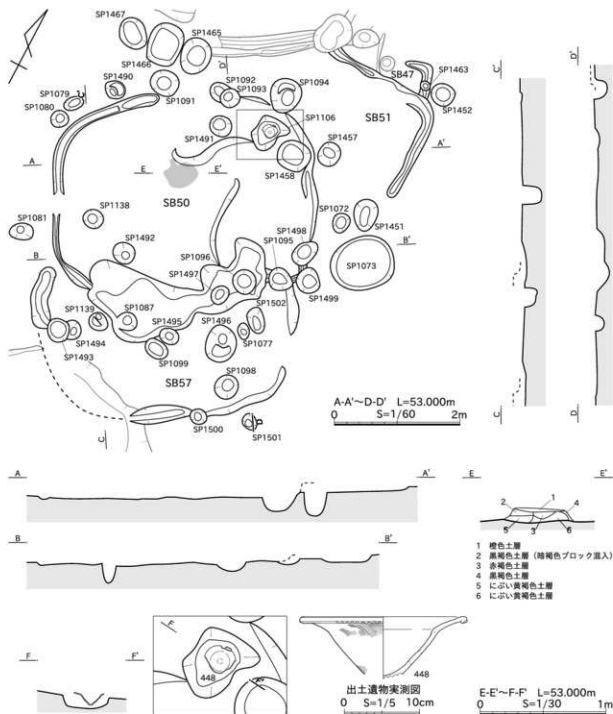 SP1467
SP1466
SP1465
SP1490
SP1079
SP1080
SP1091
SP1092
SP1093
SP1094
D'
SB47
SP1463
SP1452
SB51
A'
SP1106
SP1491
SP1457
SP1458
A
E
E'
SB50
SP1138
SP1081
SP1492
B
SP1072
SP1451
SP1498
SP1095
B'
SP1073
SP1096
SP1497
SP1499
SP1502
SP1139
SP1087
SP1494
SP1493
SP1495
SP1496
SP1077
SP1099
SB57
SP1098
SP1500
SP1501
C
A-A'~D-D' L=53.000m
0 S=1/60 2m
C'
D'
C
D
A
A'
B
B'
E
E'
1
2
4
5
3
6
1 橙色土層
2 黒褐色土層（暗褐色ブロック混入）
3 赤褐色土層
4 黒褐色土層
5 にぶい黄褐色土層
6 にぶい黄褐色土層
F
F'
F
448
448
出土遺物実測図
0 S=1/5 10cm
E-E'~F-F' L=53.000m
0 S=1/30 1m